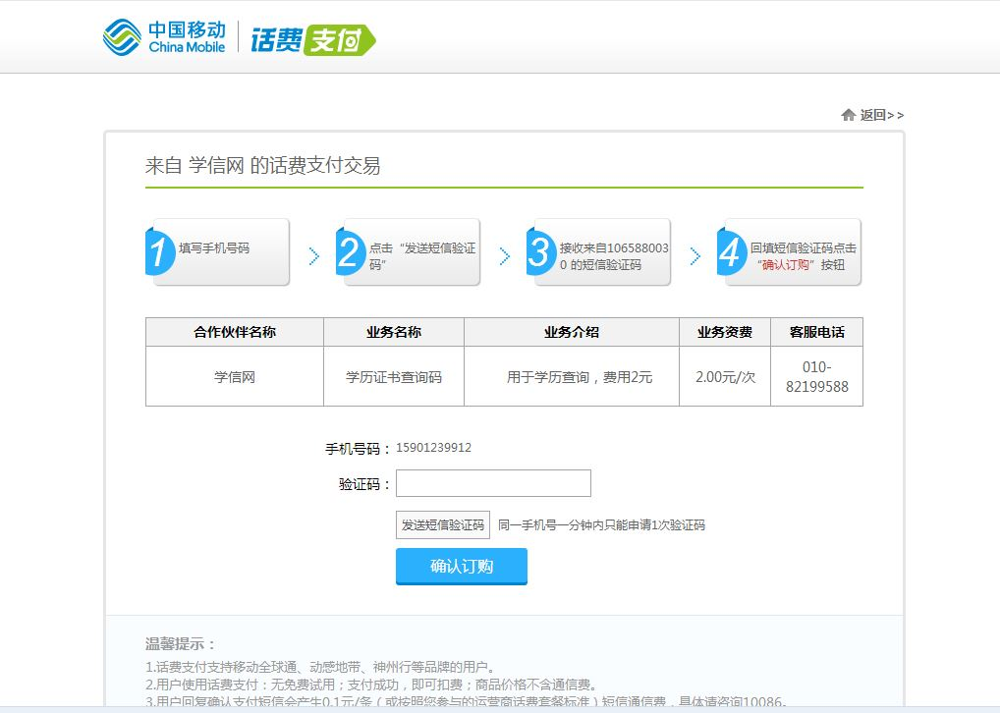 中国移动
China Mobile
话费支付
返回>>
来自 学信网 的话费支付交易
1 填写手机号码
2 点击“发送短信验证
码”
3 接收来自106588003
0 的短信验证码
4 回填短信验证码点击
“确认订购”按钮
合作伙伴名称 业务名称 业务介绍 业务资费 客服电话
学信网 学历证书查询码 用于学历查询，费用2元 2.00元/次 010-
82199588
手机号码： 15901239912
验证码：
发送短信验证码 同一手机号一分钟内只能申请1次验证码
确认订购
温馨提示：
1.话费支付支持移动全球通、动感地带、神州行等品牌的用户。
2.用户使用话费支付：无免费试用；支付成功，即可扣费；商品价格不含通信费。
3.用户回复确认支付短信会产生0.1元/条（或按照您参与的运营商话费套餐标准）短信通信费，具体请咨询10086。